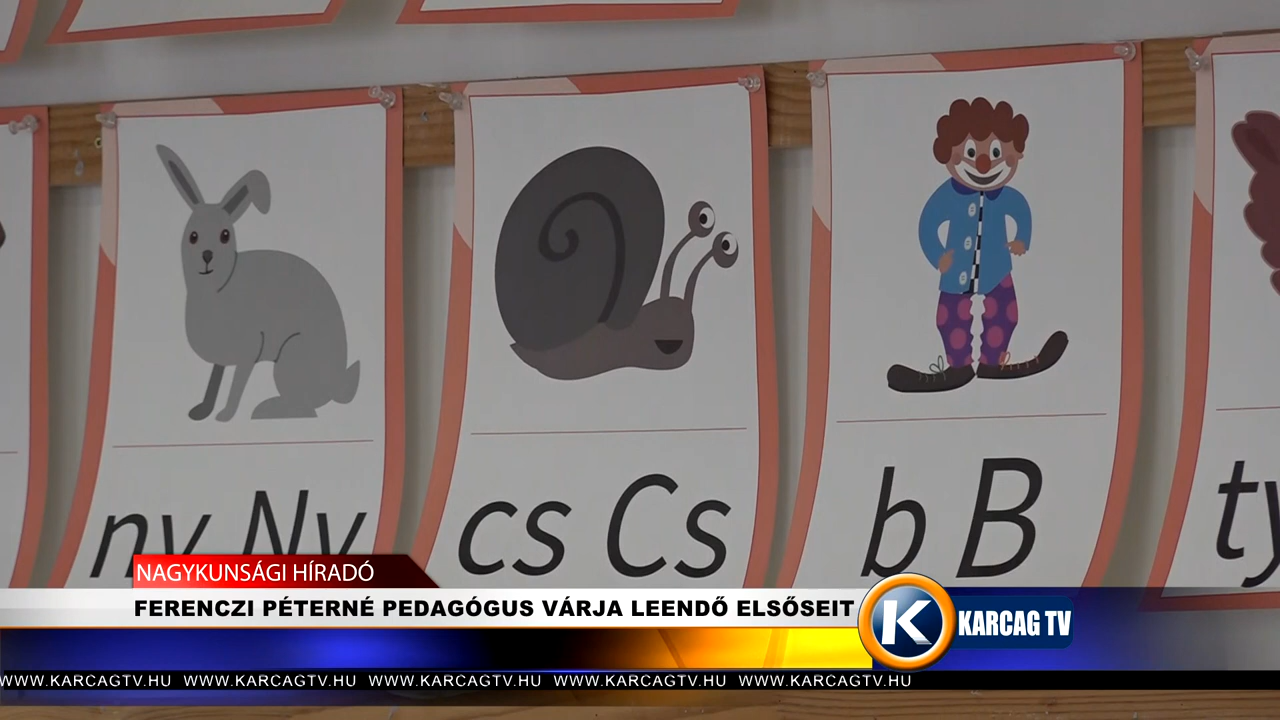 ny Ny
cs Cs
b B
ty
NAGYKUNSÁGI HÍRADÓ
FERENCZI PÉTERNÉ PEDAGÓGUS VÁRJA LEENDŐ ELSŐSEIT
K KARCAG TV
WWW.KARCAGTV.HU WWW.KARCAGTV.HU WWW.KARCAGTV.HU WWW.KARCAGTV.HU WWW.KARCAGTV.HU